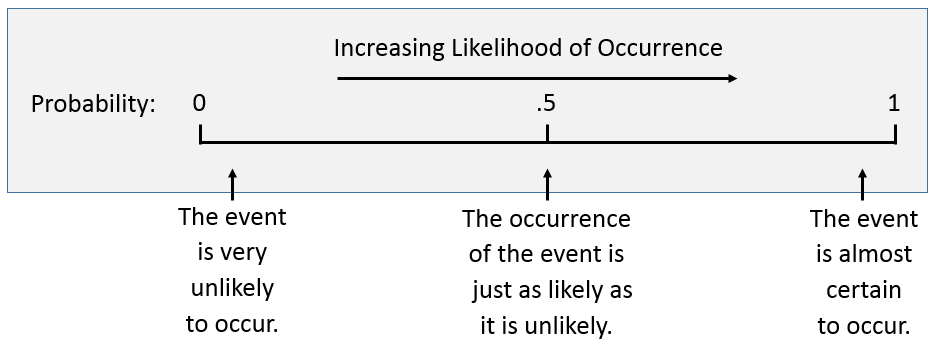 Increasing Likelihood of Occurrence
Probability: 0 .5 1
The event
is very
unlikely
to occur.
The occurrence
of the event is
just as likely as
it is unlikely.
The event
is almost
certain
to occur.